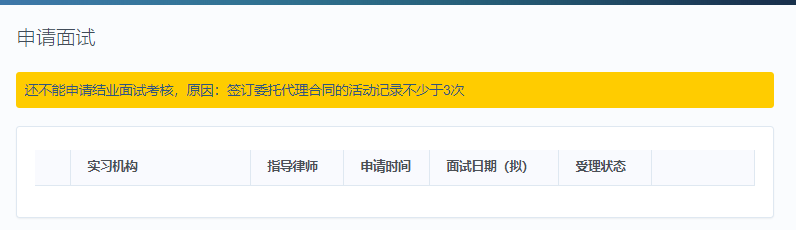 申请面试
还不能申请结业面试考核，原因：签订委托代理合同的活动记录不少于3次
实习机构 指导律师 申请时间 面试日期（拟） 受理状态